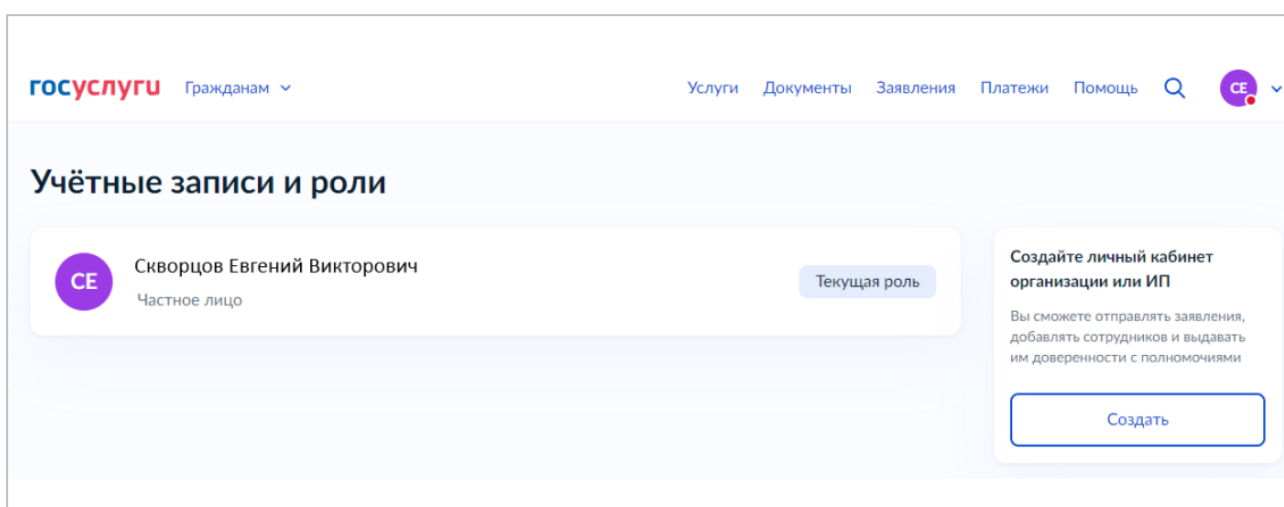 госуслуги Гражданам Услуги Документы Заявления Платежи Помощь СЕ
Учётные записи и роли
СЕ
Скворцов Евгений Викторович
Частное лицо
Текущая роль
Создайте личный кабинет
организации или ИП
Вы сможете отправлять заявления,
добавлять сотрудников и выдавать
им доверенности с полномочиями
Создать